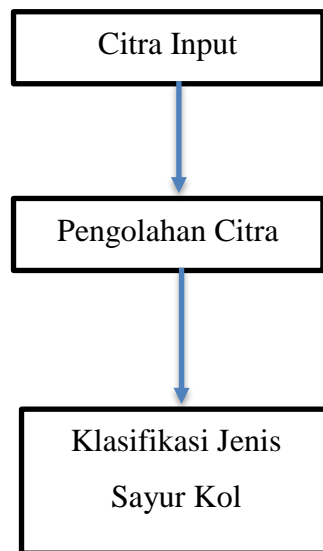 Citra Input
Pengolahan Citra
Klasifikasi Jenis
Sayur Kol